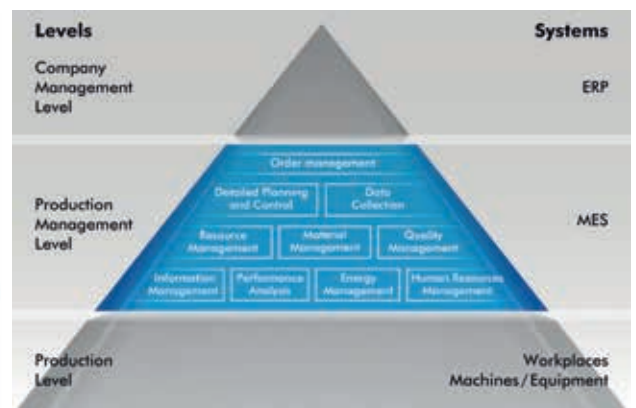 Levels
Systems
Company
Management
Level
ERP
Order management
Detailed Planning
and Control
Data
Collection
Production
Management
Level
MES
Resource
Management
Material
Management
Quality
Management
Information
Management
Performance
Analysis
Energy
Management
Human Resources
Management
Production
Level
Workplaces
Machines/Equipment